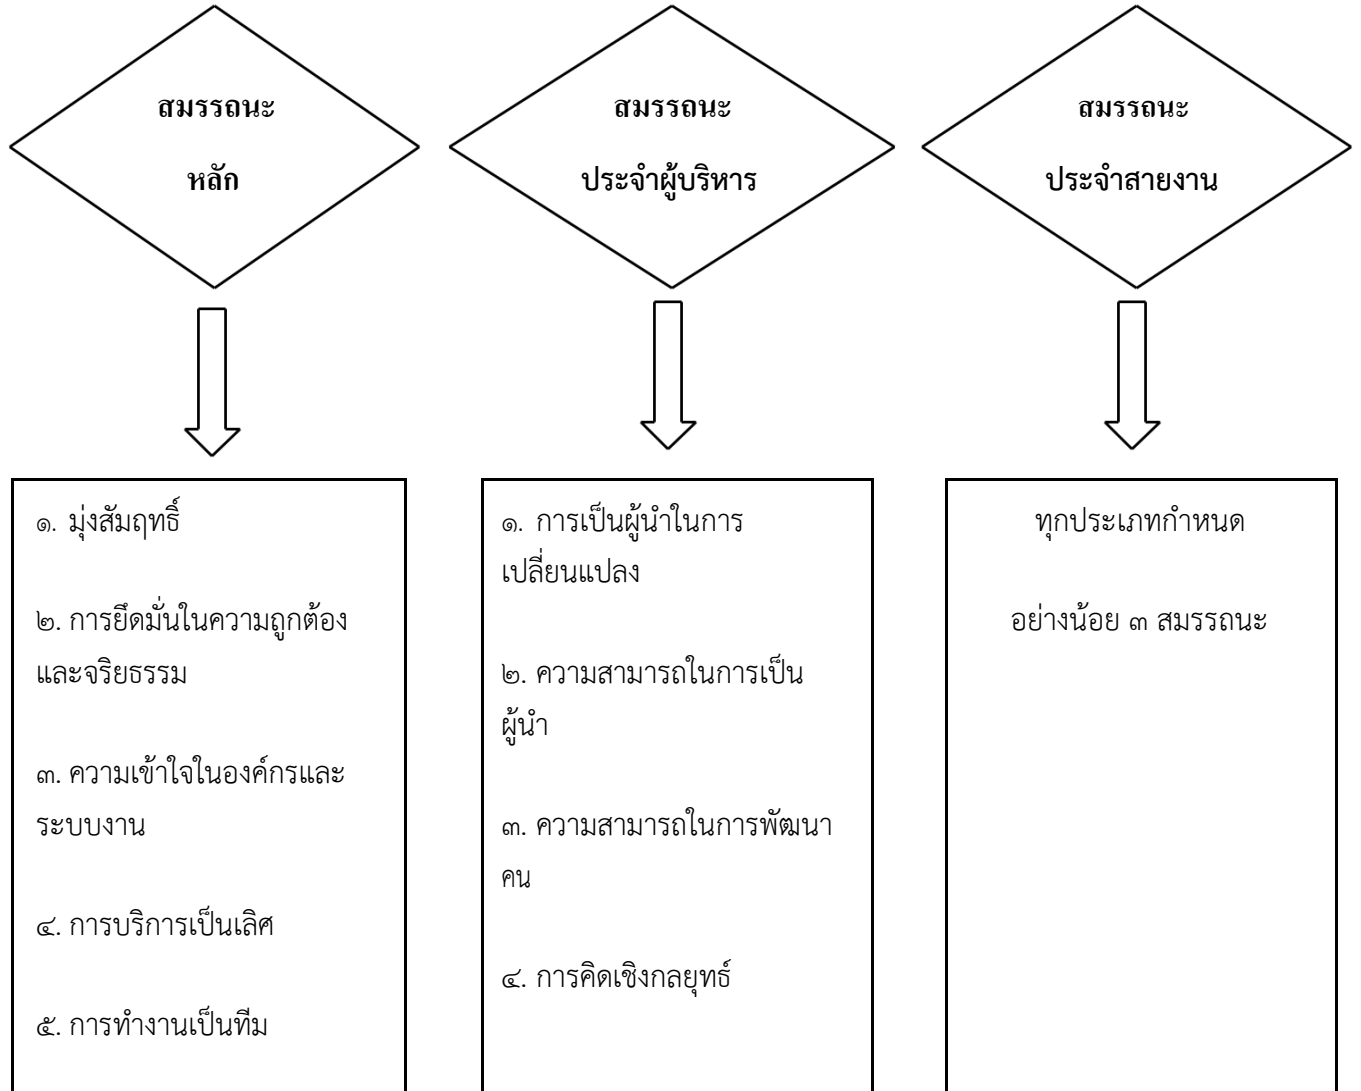 สมรรถนะ
หลัก
สมรรถนะ
ประจำผู้บริหาร
สมรรถนะ
ประจำสายงาน
๑. มุ่งสัมฤทธิ์
๒. การยึดมั่นในความถูกต้อง
และจริยธรรม
๓. ความเข้าใจในองค์กรและ
ระบบงาน
๔. การบริการเป็นเลิศ
๕. การทำงานเป็นทีม
๑. การเป็นผู้นำในการ
เปลี่ยนแปลง
๒. ความสามารถในการเป็น
ผู้นำ
๓. ความสามารถในการพัฒนา
คน
๔. การคิดเชิงกลยุทธ์
ทุกประเภทกำหนด
อย่างน้อย ๓ สมรรถนะ